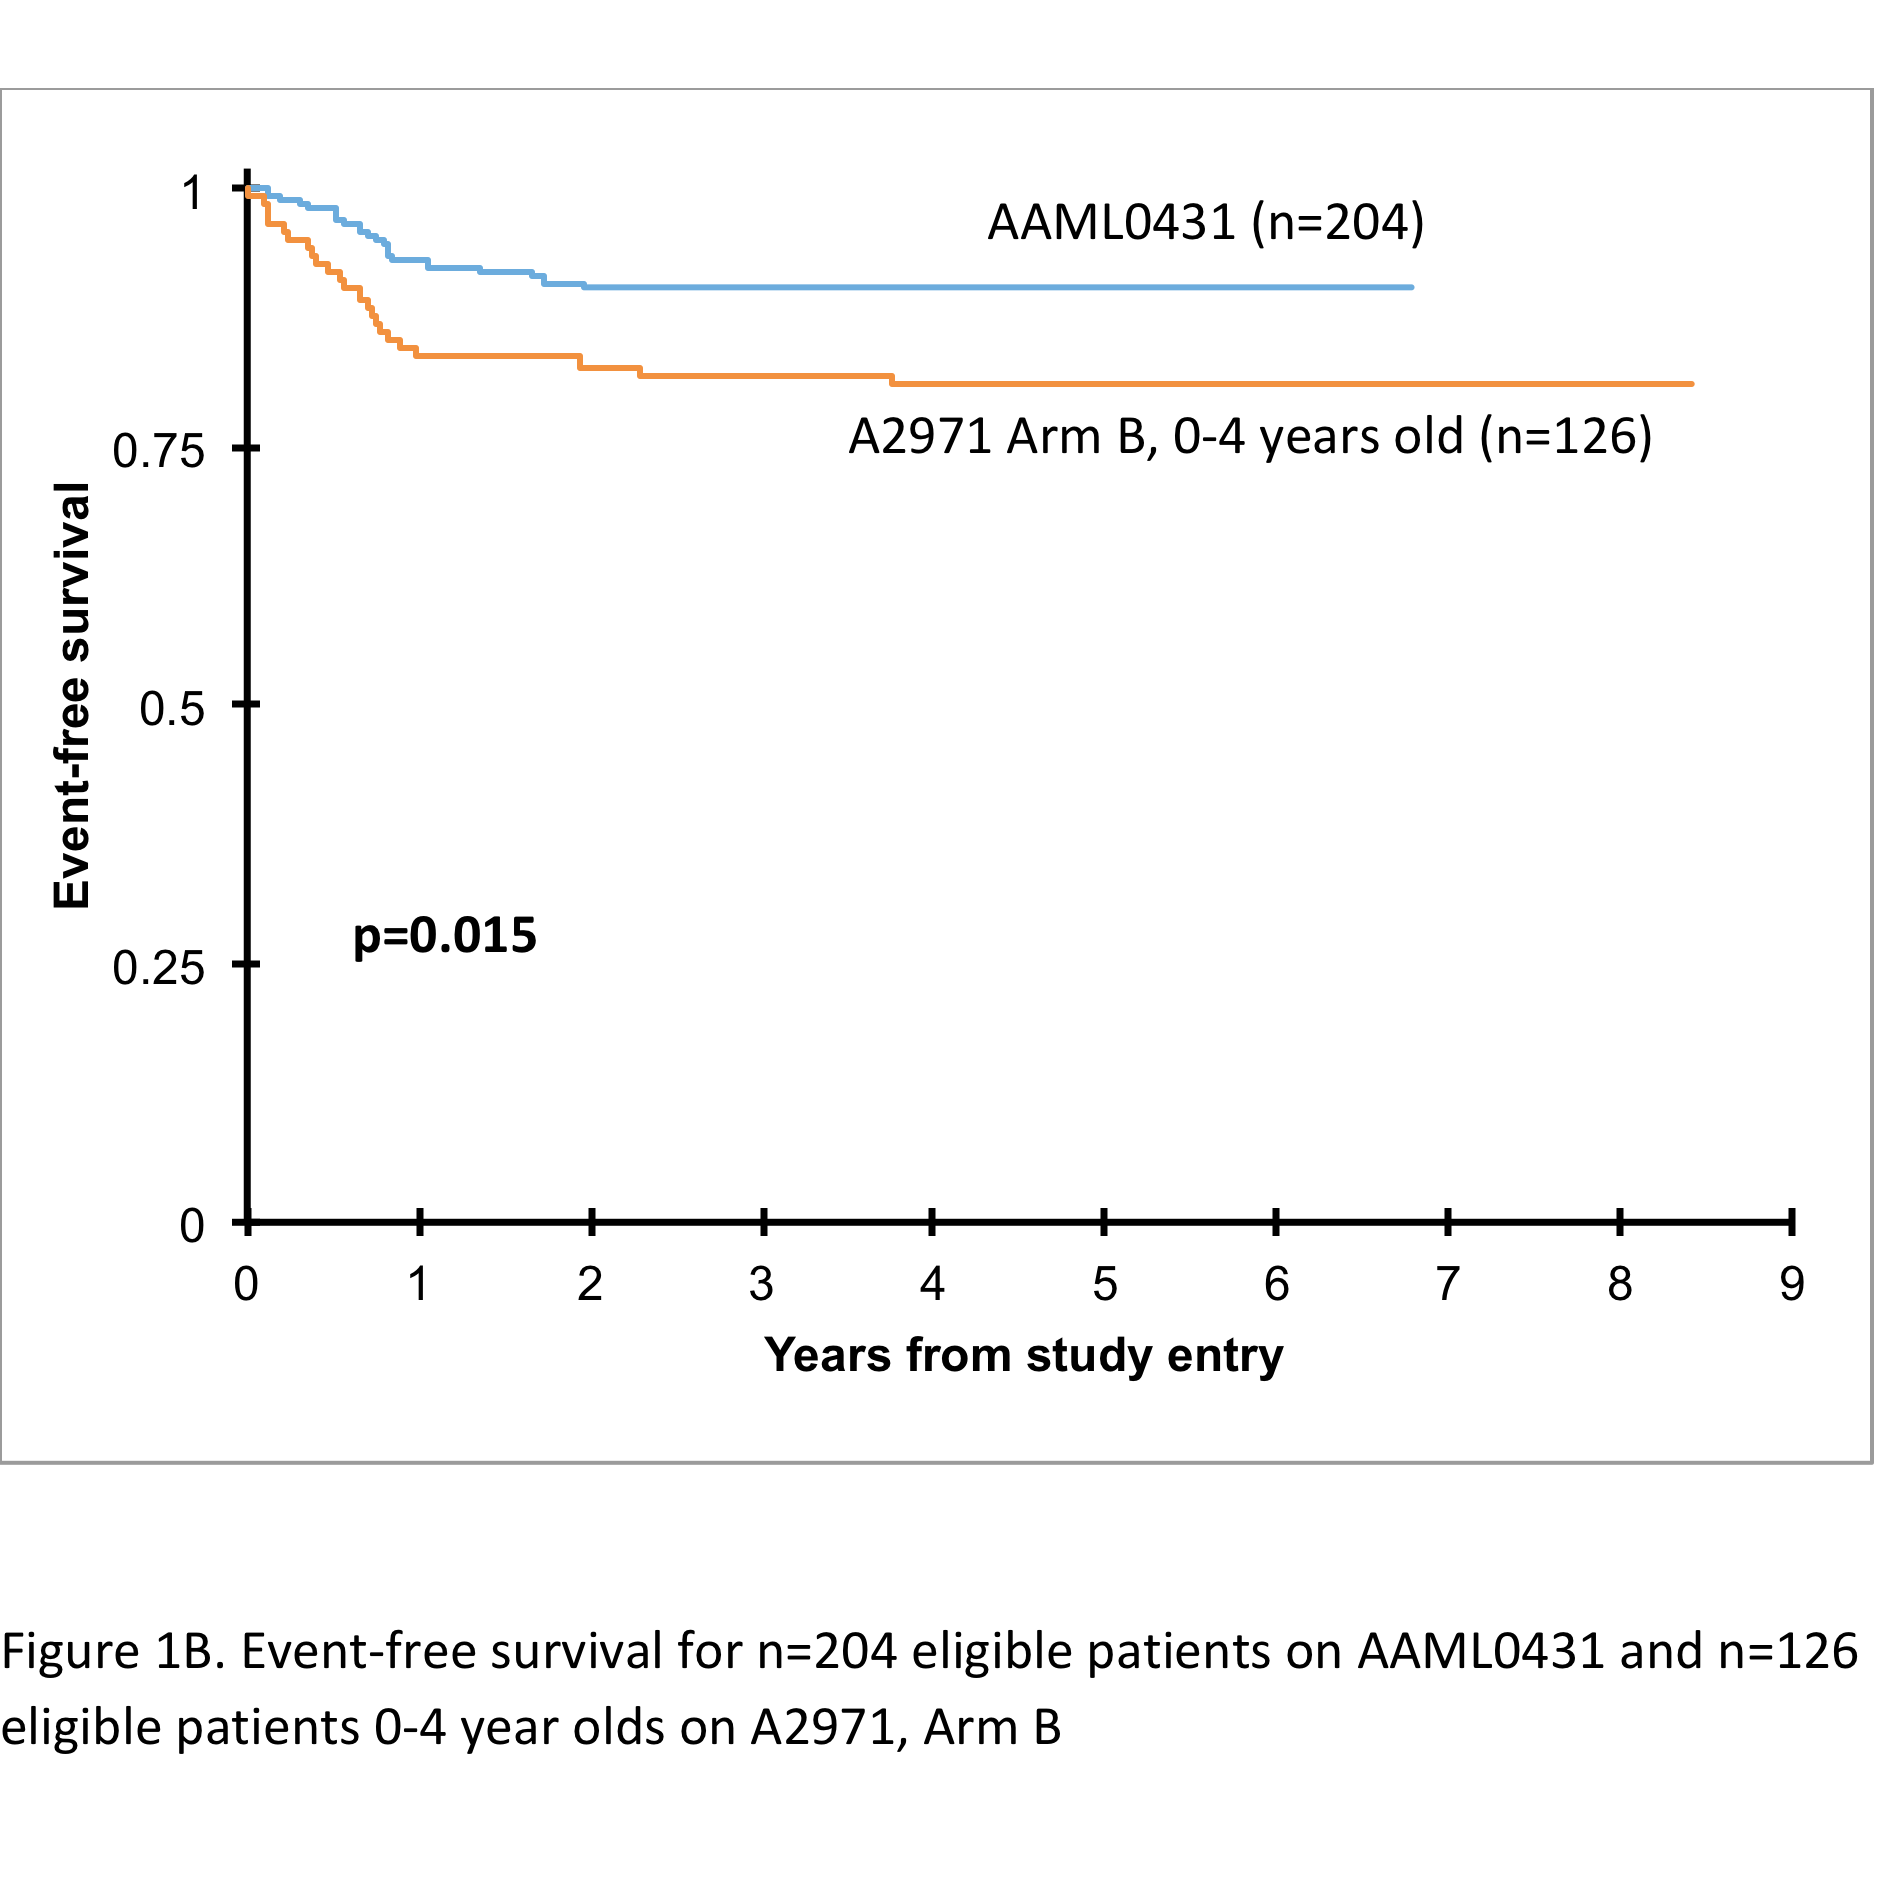 1
AAML0431 (n=204)
0.75
A2971 Arm B, 0-4 years old (n=126)
Event-free survival
0.5
p=0.015
0.25
0
0 1 2 3 4 5 6 7 8 9
Years from study entry
Figure 1B. Event-free survival for n=204 eligible patients on AAML0431 and n=126
eligible patients 0-4 year olds on A2971, Arm B